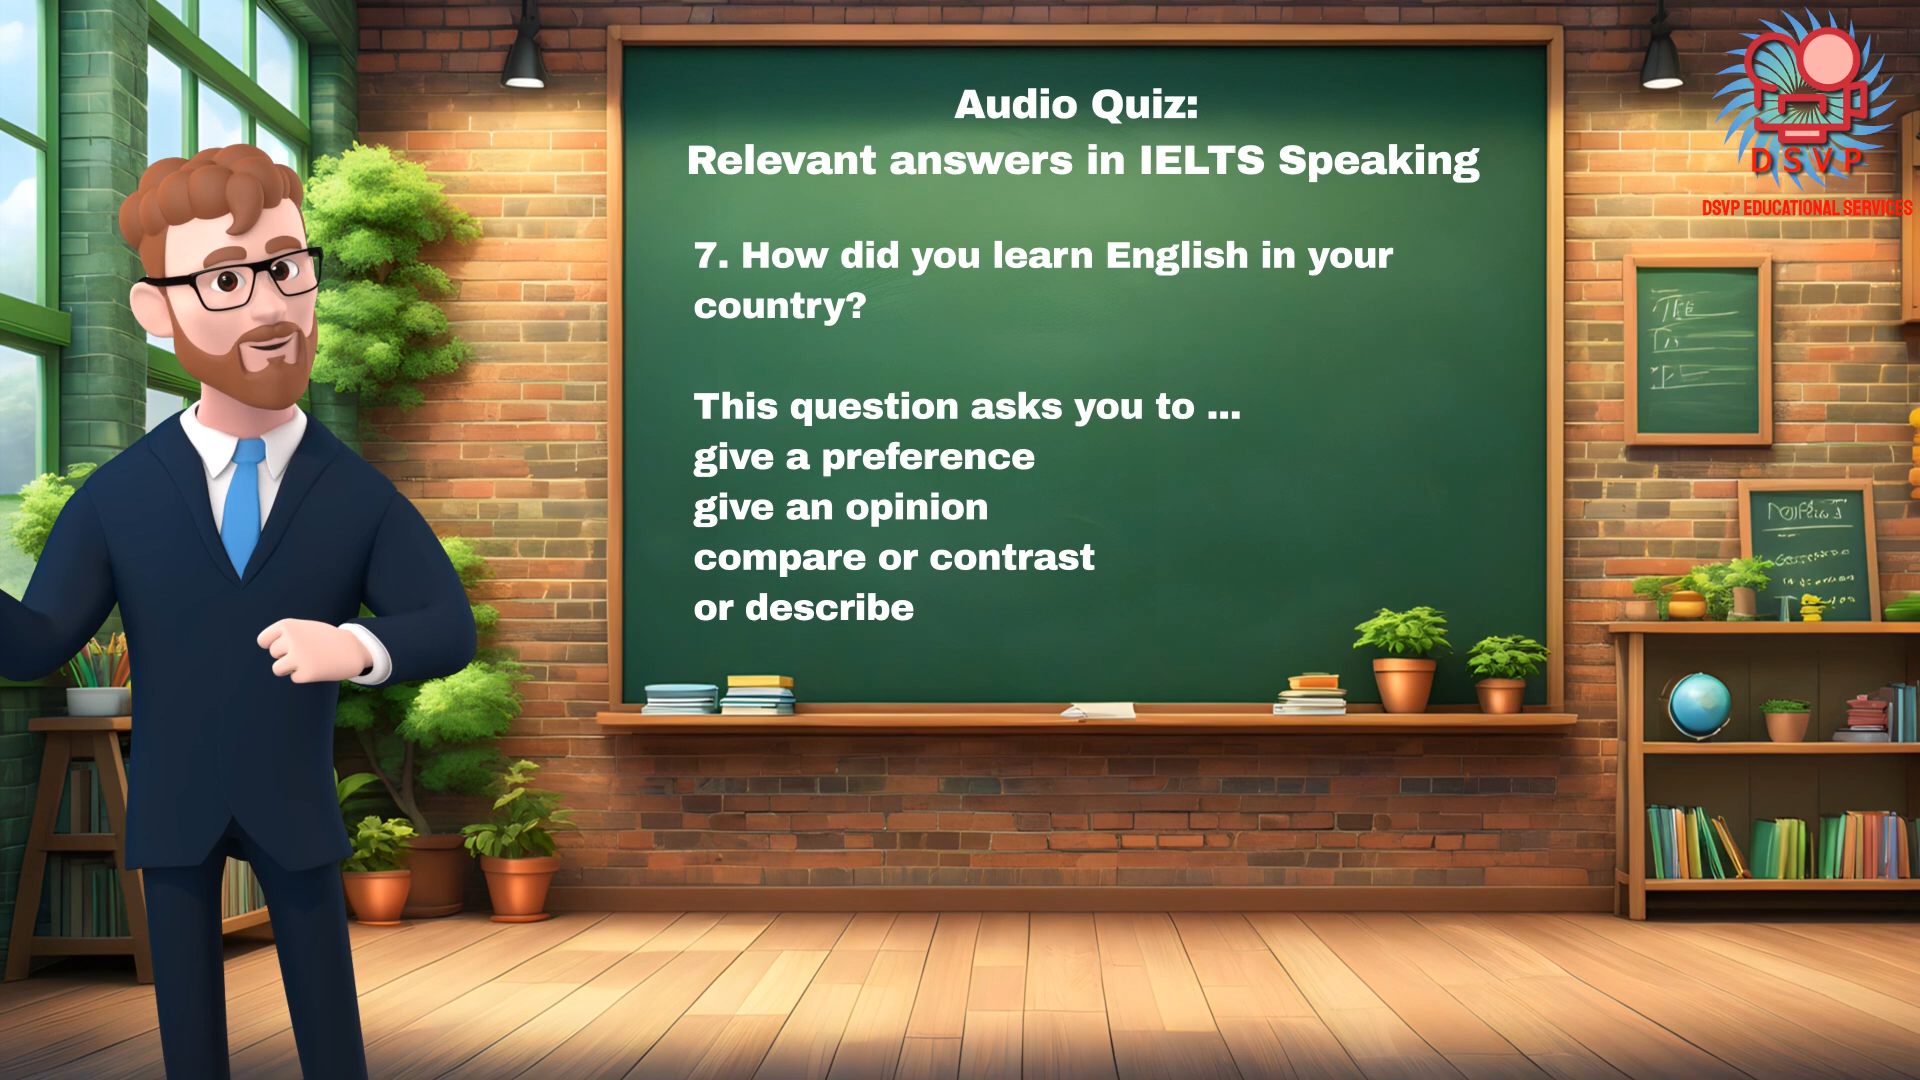 Audio Quiz:
Relevant answers in IELTS Speaking
7. How did you learn English in your
country?
This question asks you to ...
give a preference
give an opinion
compare or contrast
or describe
DSVP
DSVP EDUCATIONAL SERVICES